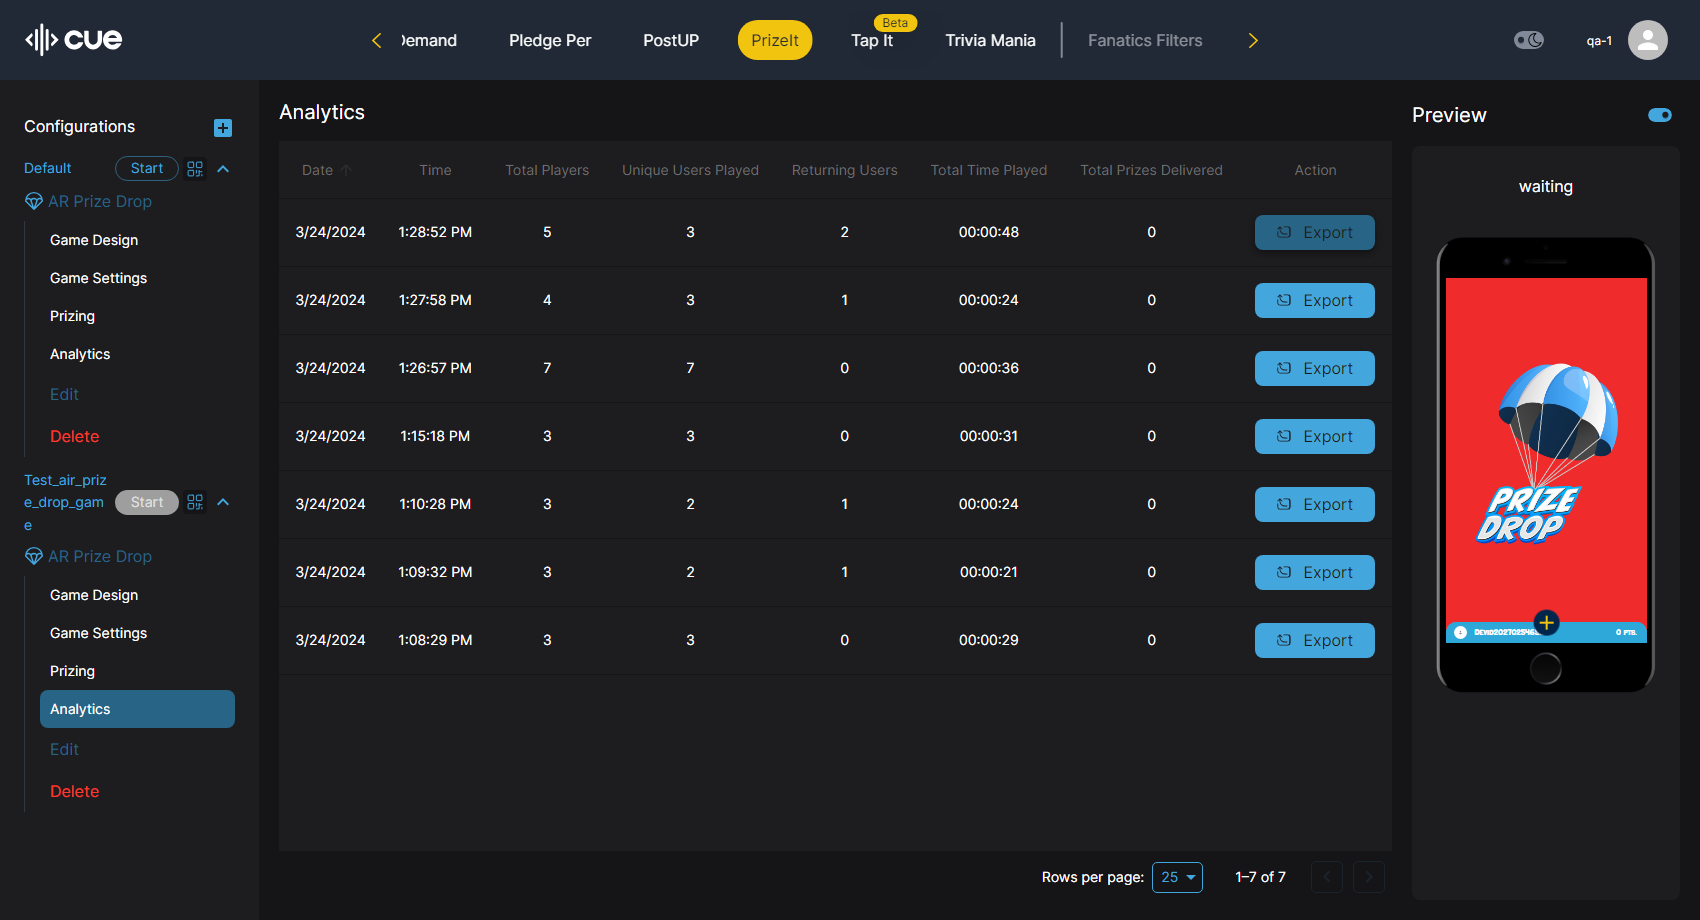 cue
Demand
Pledge Per
PostUP
PrizeIt
Beta
Tap It
Trivia Mania
Fanatics Filters
qa-1
Configurations
Default Start
AR Prize Drop
Game Design
Game Settings
Prizing
Analytics
Edit
Delete
Test_air_priz
e_drop_gam
e
Start
AR Prize Drop
Game Design
Game Settings
Prizing
Analytics
Edit
Delete
Analytics
Date Time Total Players Unique Users Played Returning Users Total Time Played Total Prizes Delivered Action
3/24/2024 1:28:52 PM 5 3 2 00:00:48 0 Export
3/24/2024 1:27:58 PM 4 3 1 00:00:24 0 Export
3/24/2024 1:26:57 PM 7 7 0 00:00:36 0 Export
3/24/2024 1:15:18 PM 3 3 0 00:00:31 0 Export
3/24/2024 1:10:28 PM 3 2 1 00:00:24 0 Export
3/24/2024 1:09:32 PM 3 2 1 00:00:21 0 Export
3/24/2024 1:08:29 PM 3 3 0 00:00:29 0 Export
Rows per page: 25 1–7 of 7
Preview
waiting
PRIZE
DROP
0 PTS.